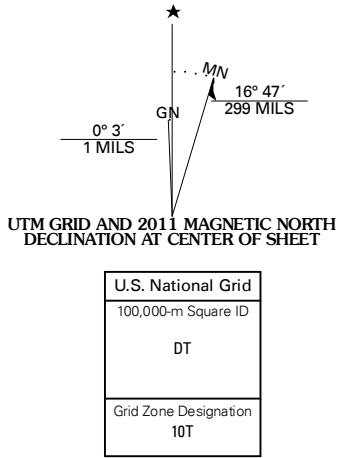 ★
MN
16° 47´
299 MILS
GN
0° 3´
1 MILS
UTM GRID AND 2011 MAGNETIC NORTH
DECLINATION AT CENTER OF SHEET
U.S. National Grid
100,000-m Square ID
DT
Grid Zone Designation
10T